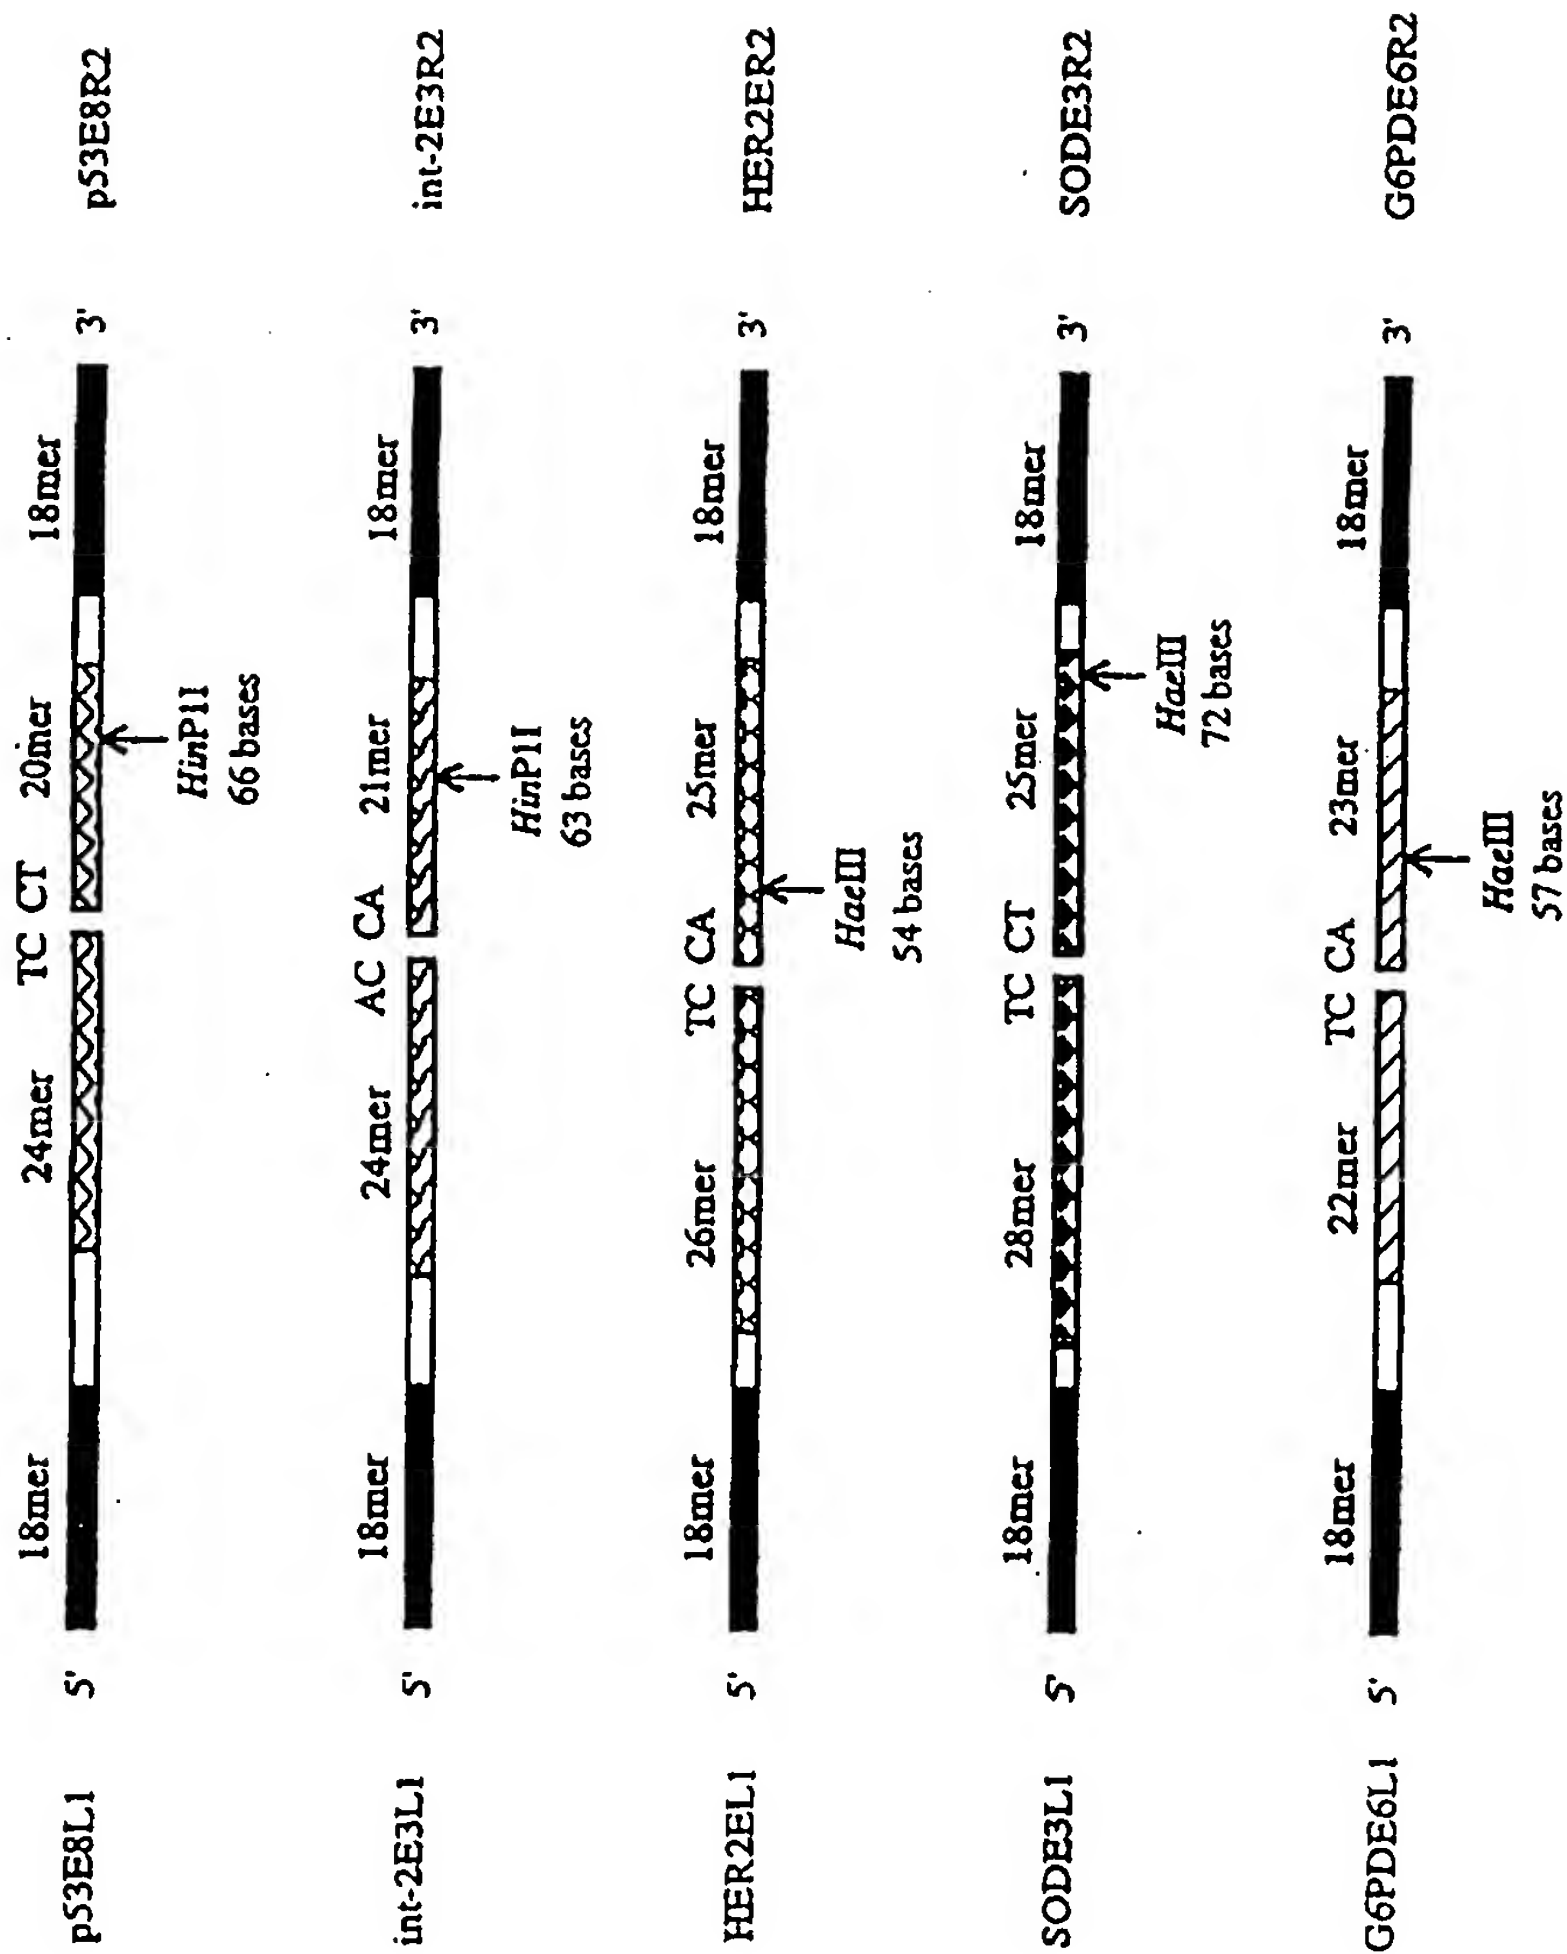 p53E8L1 5' 18mer 24mer TC CT 20mer 18mer 3' p53E8R2
HinP1I
66 bases
int-2E3L1 5' 18mer 24mer AC CA 21mer 18mer 3' int-2E3R2
HinP1I
63 bases
HER2EL1 5' 18mer 26mer TC CA 25mer 18mer 3' HER2ER2
HaeIII
54 bases
SODE3L1 5' 18mer 28mer TC CT 25mer 18mer 3' SODE3R2
HaeIII
72 bases
G6PDE6L1 5' 18mer 22mer TC CA 23mer 18mer 3' G6PDE6R2
HaeIII
57 bases